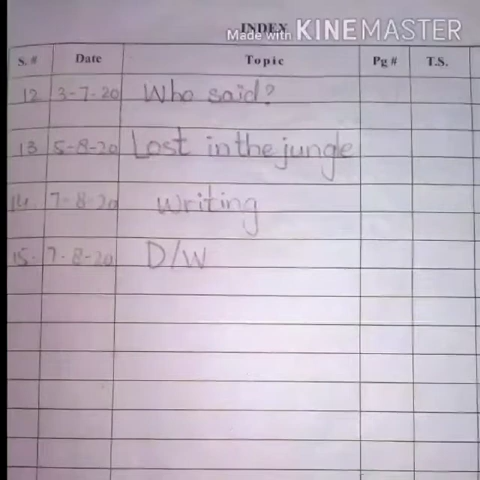 INDEX
Made with KINEMASTER
S.# Date Topic Pg # T.S.
12 3-7-20 Who said?
13 5-8-20 Lost in the jungle
14. 7-8-20 Writing
15. 7-8-20 D/W